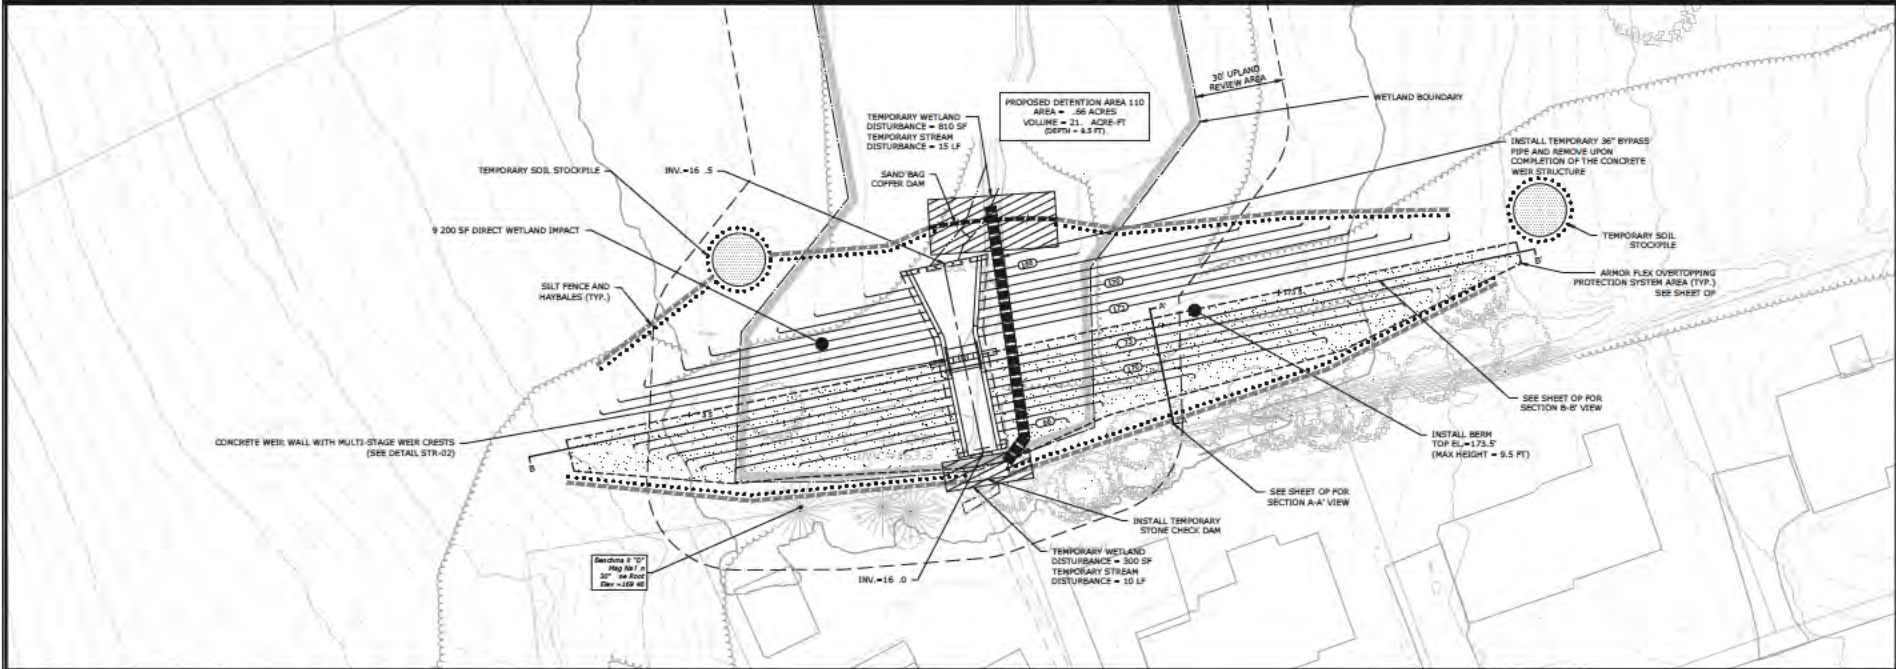 30' UPLAND
REVIEW AREA
WETLAND BOUNDARY
PROPOSED DETENTION AREA 110
AREA = .66 ACRES
VOLUME = 21. ACRE-FT
(DEPTH = 9.5 FT)
TEMPORARY WETLAND
DISTURBANCE = 810 SF
TEMPORARY STREAM
DISTURBANCE = 15 LF
INSTALL TEMPORARY 36" BYPASS
PIPE AND REMOVE UPON
COMPLETION OF THE CONCRETE
WEIR STRUCTURE
TEMPORARY SOIL STOCKPILE
INV.=16 .5
SAND BAG
COFFER DAM
9 200 SF DIRECT WETLAND IMPACT
TEMPORARY SOIL
STOCKPILE
SILT FENCE AND
HAYBALES (TYP.)
ARMOR FLEX OVERTOPPING
PROTECTION SYSTEM AREA (TYP.)
SEE SHEET OP
B'
A'
SEE SHEET OP FOR
SECTION B-B' VIEW
CONCRETE WEIR WALL WITH MULTI-STAGE WEIR CRESTS
(SEE DETAIL STR-02)
INSTALL BERM
TOP EL.=173.5'
(MAX HEIGHT = 9.5 FT)
B
SEE SHEET OP FOR
SECTION A-A' VIEW
INSTALL TEMPORARY
STONE CHECK DAM
TEMPORARY WETLAND
DISTURBANCE = 300 SF
TEMPORARY STREAM
DISTURBANCE = 10 LF
INV.=16 .0
"D"
30" Root
Elev =169 40